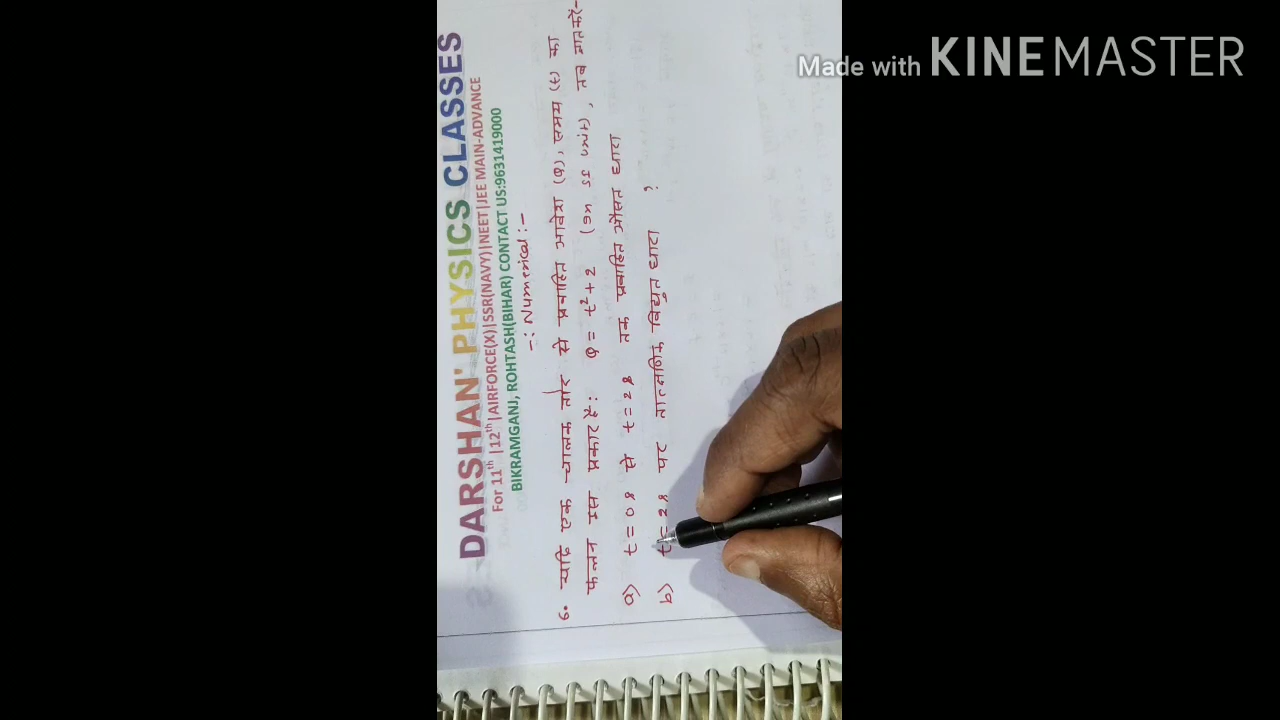 Made with KINEMASTER
DARSHAN' PHYSICS CLASSES
For 11th |12th |AIRFORCE(X)|SSR(NAVY)|NEET|JEE MAIN-ADVANCE
BIKRAMGANJ, ROHTASH(BIHAR) CONTACT US:9631419000
-: Numerical :-
6. यदि एक चालक तार से प्रवाहित आवेश (Q), समय (t) का
फलन इस प्रकार है: Q = t² + 2 (In SI Unit), तब ज्ञात करें-
a) t = 0 s से t = 2 s तक प्रवाहित औसत धारा
b) t = 2 s पर तात्क्षणिक विद्युत धारा ?